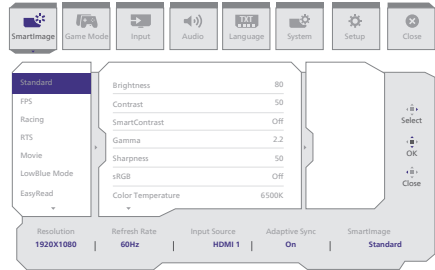 TXT
SmartImage Game Mode Input Audio Language System Setup Close
Standard
FPS
Racing
RTS
Movie
LowBlue Mode
EasyRead
Brightness 80
Contrast 50
SmartContrast Off
Gamma 2.2
Sharpness 50
sRGB Off
Color Temperature 6500K
Select
OK
Close
Resolution Refresh Rate Input Source Adaptive Sync SmartImage
1920X1080 | 60Hz | HDMI 1 | On | Standard